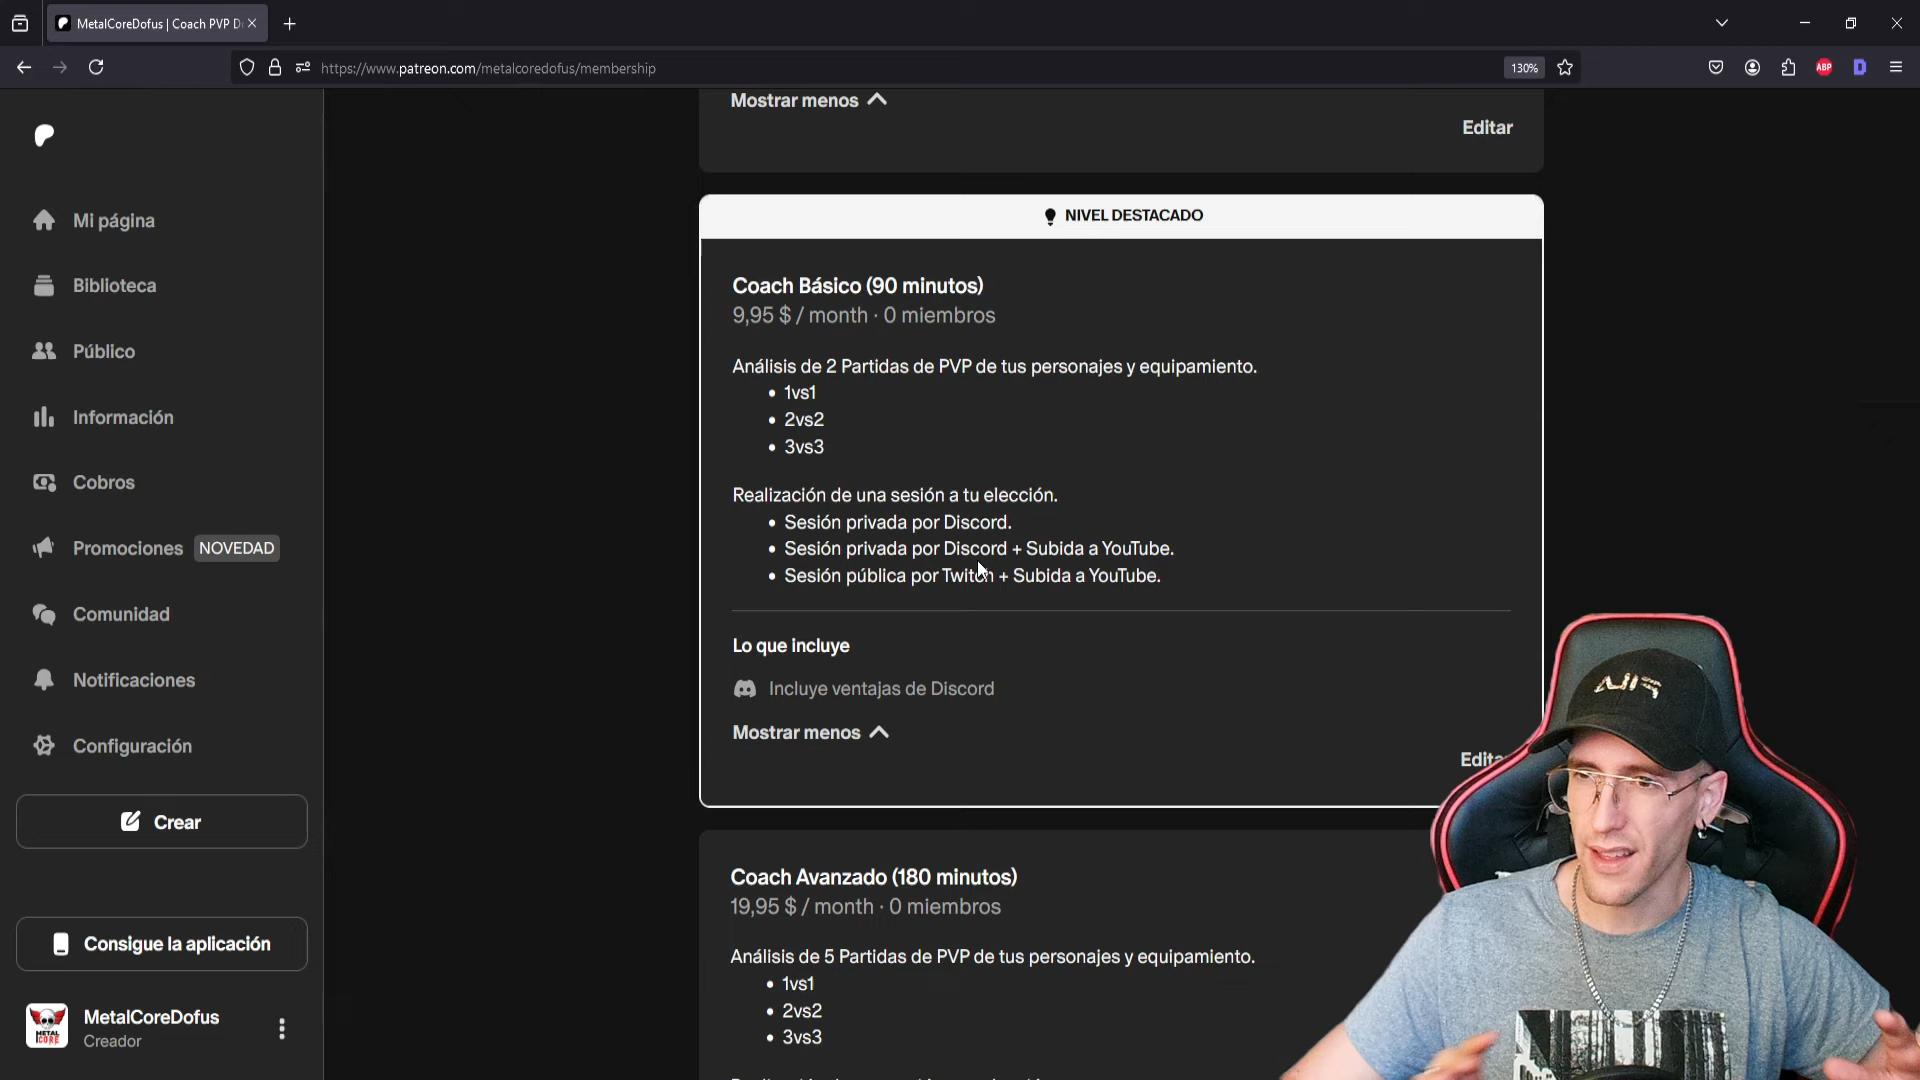 MetalCoreDofus | Coach PVP D
https://www.patreon.com/metalcoredofus/membership
130%
ABP
Mostrar menos
Editar
Mi página
Biblioteca
Público
Información
Cobros
Promociones NOVEDAD
Comunidad
Notificaciones
Configuración
Crear
Consigue la aplicación
METAL
CORE
MetalCoreDofus
Creador
NIVEL DESTACADO
Coach Básico (90 minutos)
9,95 $ / month · 0 miembros
Análisis de 2 Partidas de PVP de tus personajes y equipamiento.
• 1vs1
• 2vs2
• 3vs3
Realización de una sesión a tu elección.
• Sesión privada por Discord.
• Sesión privada por Discord + Subida a YouTube.
• Sesión pública por Twitch + Subida a YouTube.
Lo que incluye
Incluye ventajas de Discord
Mostrar menos
Edita
Coach Avanzado (180 minutos)
19,95 $ / month · 0 miembros
Análisis de 5 Partidas de PVP de tus personajes y equipamiento.
• 1vs1
• 2vs2
• 3vs3